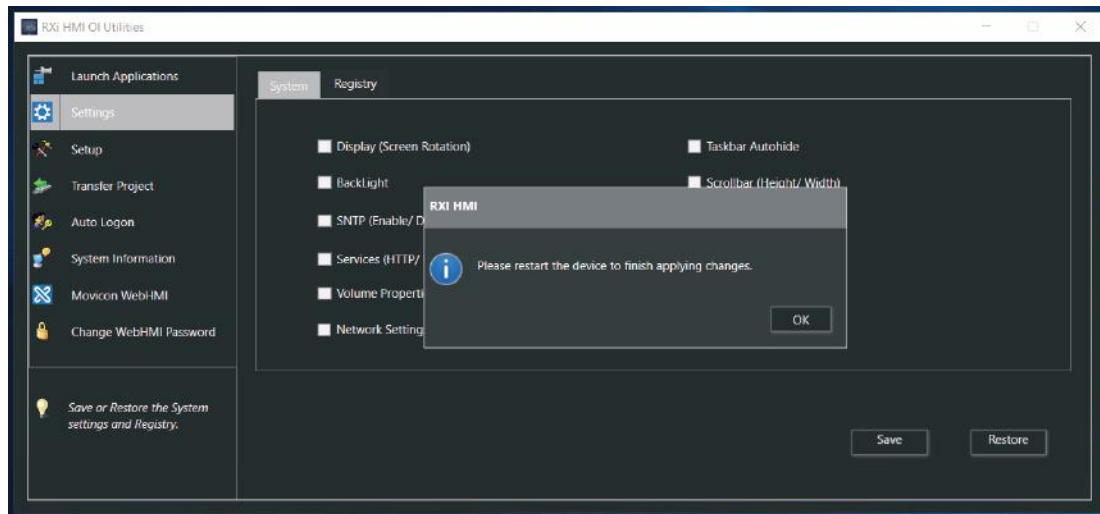 RXi HMI OI Utilities
Launch Applications
Settings
Setup
Transfer Project
Auto Logon
System Information
Movicon WebHMI
Change WebHMI Password
Save or Restore the System
settings and Registry.
System
Registry
Display (Screen Rotation)
BackLight
SNTP (Enable/ D
Services (HTTP/
Volume Properti
Network Setting
Taskbar Autohide
Scrollbar (Height/ Width)
RXI HMI
Please restart the device to finish applying changes.
OK
Save
Restore